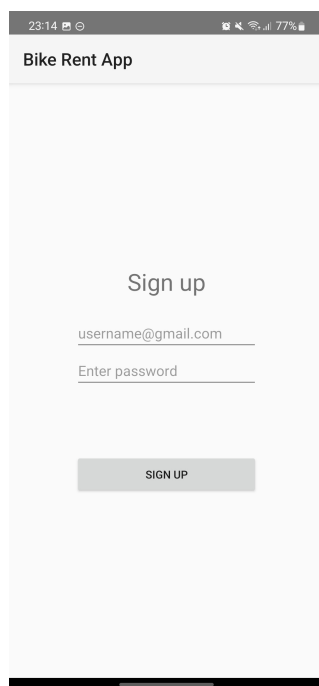 23:14 77%
Bike Rent App
Sign up
username@gmail.com
Enter password
SIGN UP